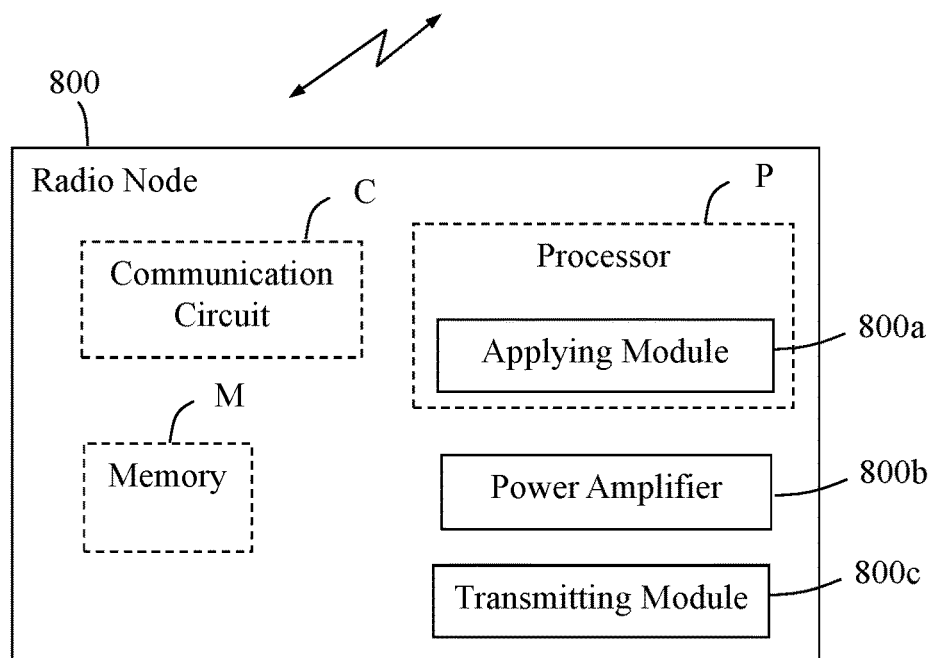 800
Radio Node
C
P
Communication
Circuit
Processor
Applying Module
800a
M
Memory
Power Amplifier
800b
Transmitting Module
800c